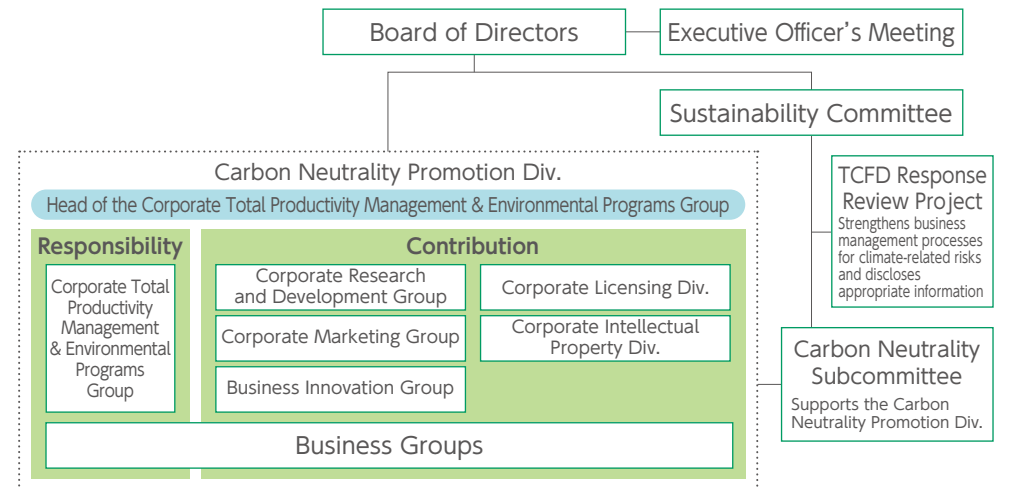 Board of Directors
Executive Officer's Meeting
Sustainability Committee
TCFD Response
Review Project
Strengthens business
management processes
for climate-related risks
and discloses
appropriate information
Carbon Neutrality Promotion Div.
Head of the Corporate Total Productivity Management & Environmental Programs Group
Responsibility
Corporate Total
Productivity
Management
& Environmental
Programs
Group
Contribution
Corporate Research
and Development Group
Corporate Licensing Div.
Corporate Marketing Group
Corporate Intellectual
Property Div.
Business Innovation Group
Business Groups
Carbon Neutrality
Subcommittee
Supports the Carbon
Neutrality Promotion Div.